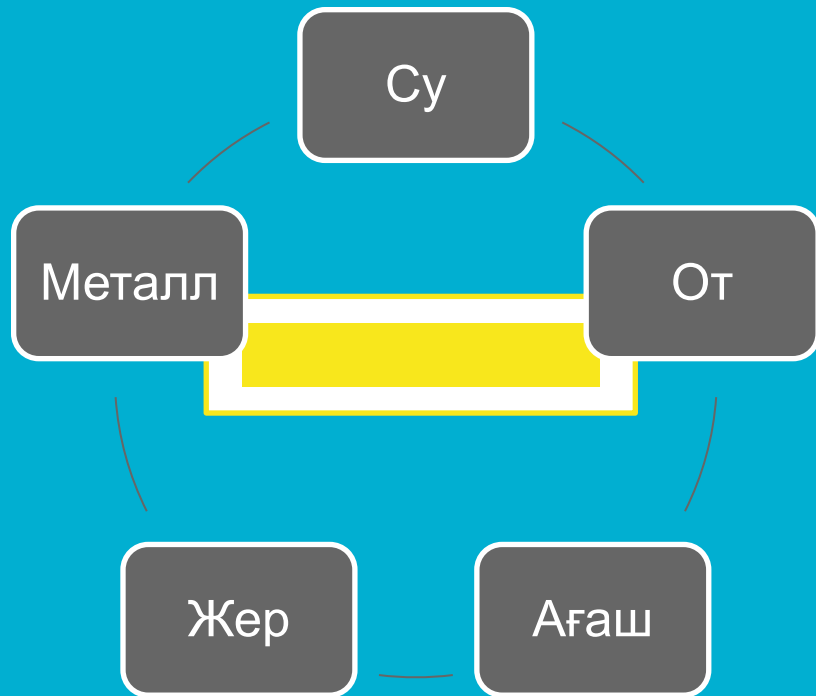 Су
Металл
От
Жер
Ағаш